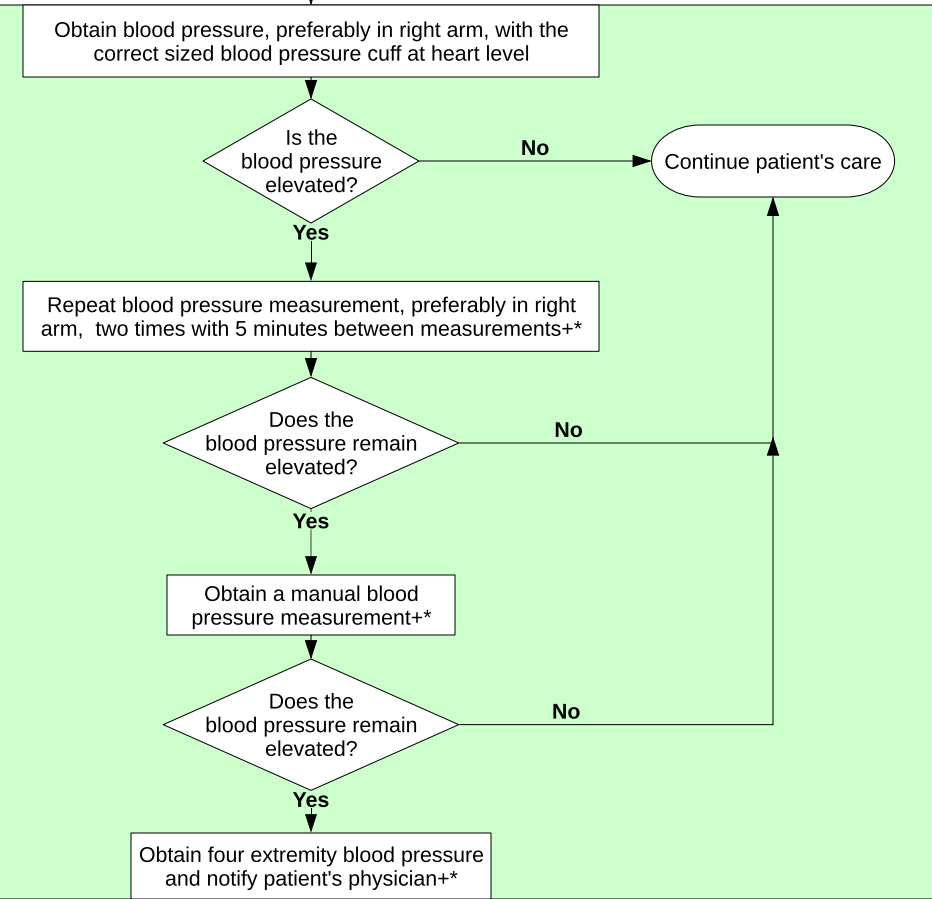 Obtain blood pressure, preferably in right arm, with the
correct sized blood pressure cuff at heart level
Is the
blood pressure
elevated?
No
Continue patient's care
Yes
Repeat blood pressure measurement, preferably in right
arm,  two times with 5 minutes between measurements+*
Does the
blood pressure remain
elevated?
No
Yes
Obtain a manual blood
pressure measurement+*
Does the
blood pressure remain
elevated?
No
Yes
Obtain four extremity blood pressure
and notify patient's physician+*